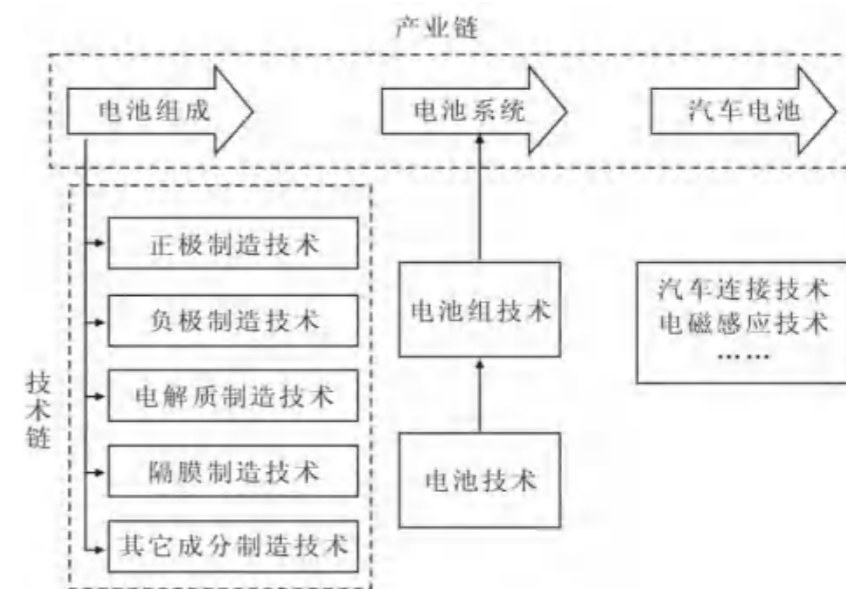 产业链
电池组成
电池系统
汽车电池
技术链
正极制造技术
负极制造技术
电解质制造技术
隔膜制造技术
其它成分制造技术
电池组技术
电池技术
汽车连接技术
电磁感应技术
……